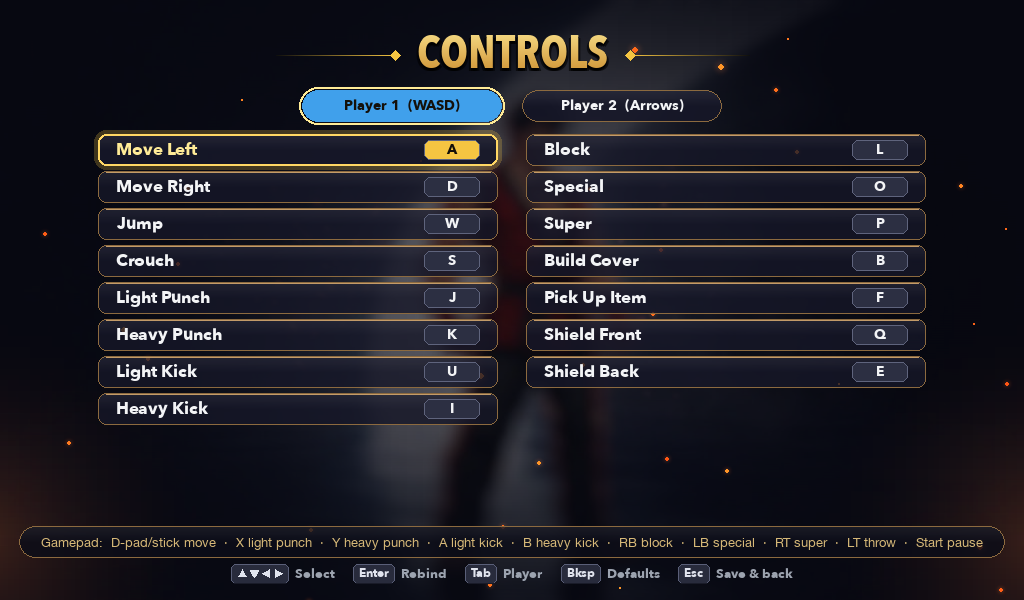 CONTROLS
Player 1 (WASD)
Player 2 (Arrows)
Move Left A
Move Right D
Jump W
Crouch S
Light Punch J
Heavy Punch K
Light Kick U
Heavy Kick I
Block L
Special O
Super P
Build Cover B
Pick Up Item F
Shield Front Q
Shield Back E
Gamepad: D-pad/stick move · X light punch · Y heavy punch · A light kick · B heavy kick · RB block · LB special · RT super · LT throw · Start pause
▲▼◀▶ Select Enter Rebind Tab Player Bksp Defaults Esc Save & back